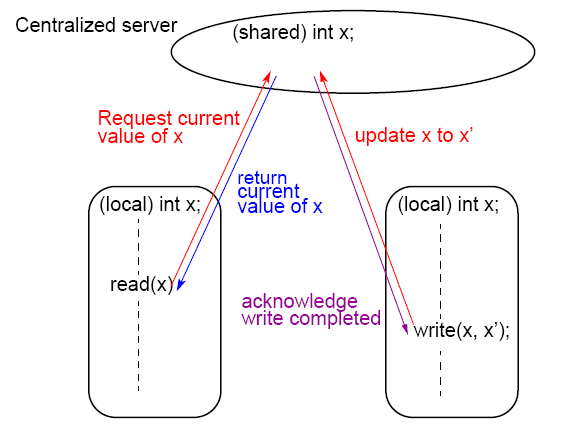 Centralized server
(shared) int x;
Request current
value of x
update x to x’
return
current
value of x
(local) int x;
(local) int x;
read(x)
acknowledge
write completed
write(x, x’);